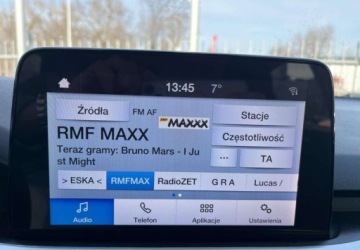 13:45 7°
Źródła FM AF MAXXX Stacje
RMF MAXX Częstotliwość
Teraz gramy: Bruno Mars - I Ju
st Might
... TA
> ESKA < RMFMAX RadioZET G R A Lucas /
Audio Telefon Aplikacje Ustawienia